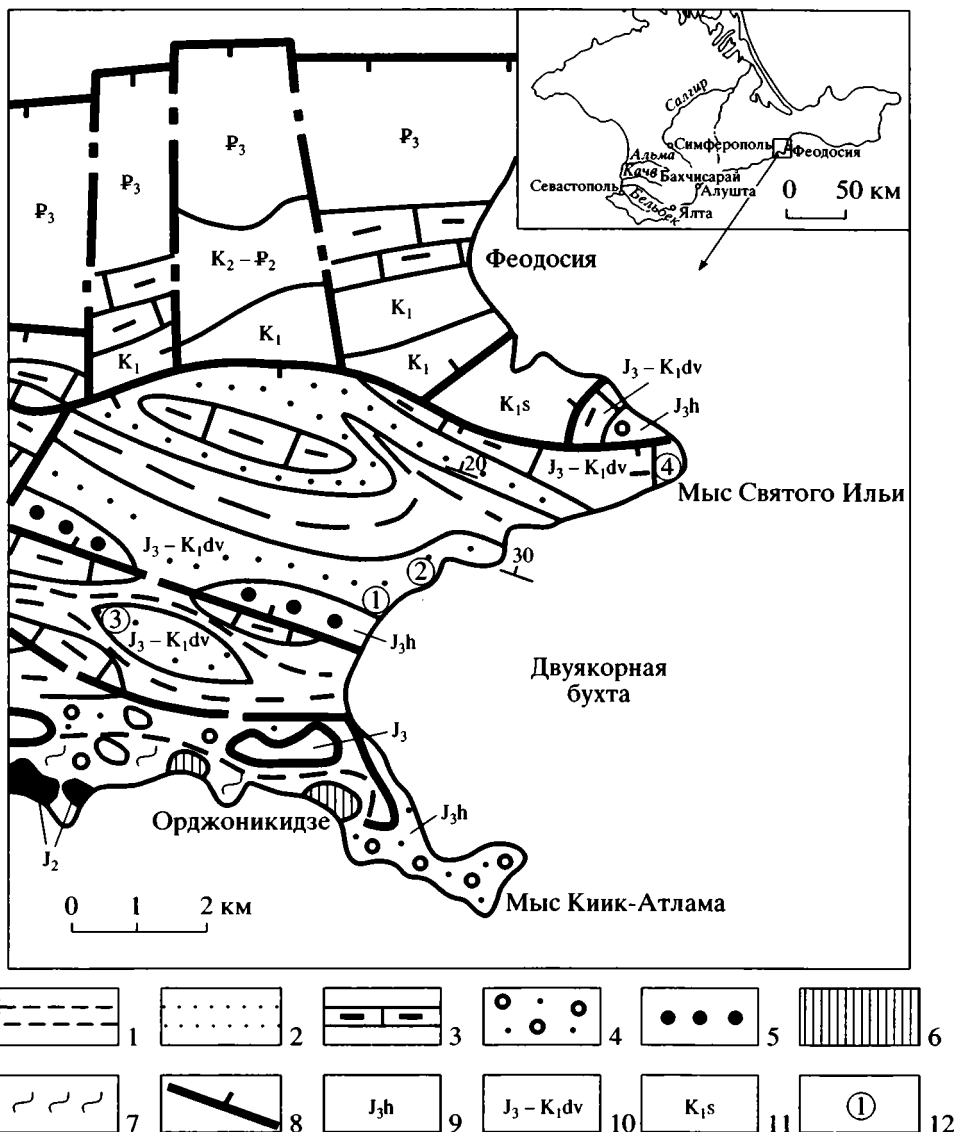 Салгир
Симферополь
Альма
Феодосия
Качв
Бахчисарай
Севастополь
Алушта
0 50 км
Бельбек
Ялта
₽₃
₽₃
₽₃
₽₃
K₂ – ₽₂
Феодосия
K₁
K₁
K₁
K₁
J₃ – K₁dv
K₁s
J₃h
20
J₃ – K₁dv
④
Мыс Святого Ильи
J₃ – K₁dv
30
②
①
③
J₃ – K₁dv
J₃h
Двуякорная
бухта
J₃
Орджоникидзе
J₃h
J₂
0 1 2 км
Мыс Киик-Атлама
1 2 3 4 5 6
7 8 J₃h 9 J₃ – K₁dv 10 K₁s 11 ① 12